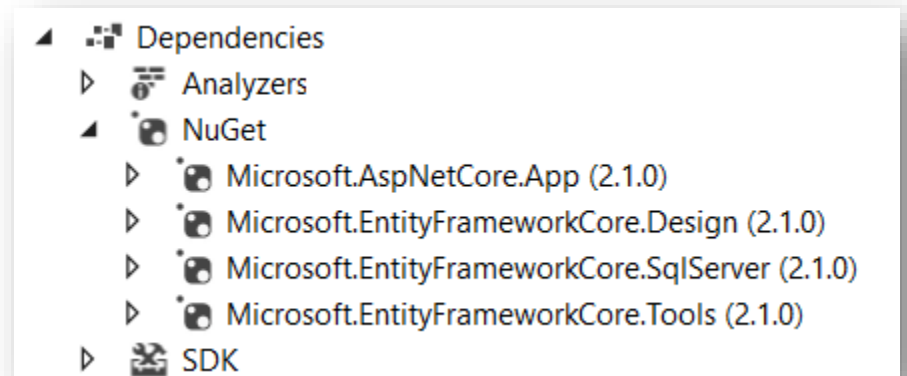 Dependencies
Analyzers
NuGet
Microsoft.AspNetCore.App (2.1.0)
Microsoft.EntityFrameworkCore.Design (2.1.0)
Microsoft.EntityFrameworkCore.SqlServer (2.1.0)
Microsoft.EntityFrameworkCore.Tools (2.1.0)
SDK